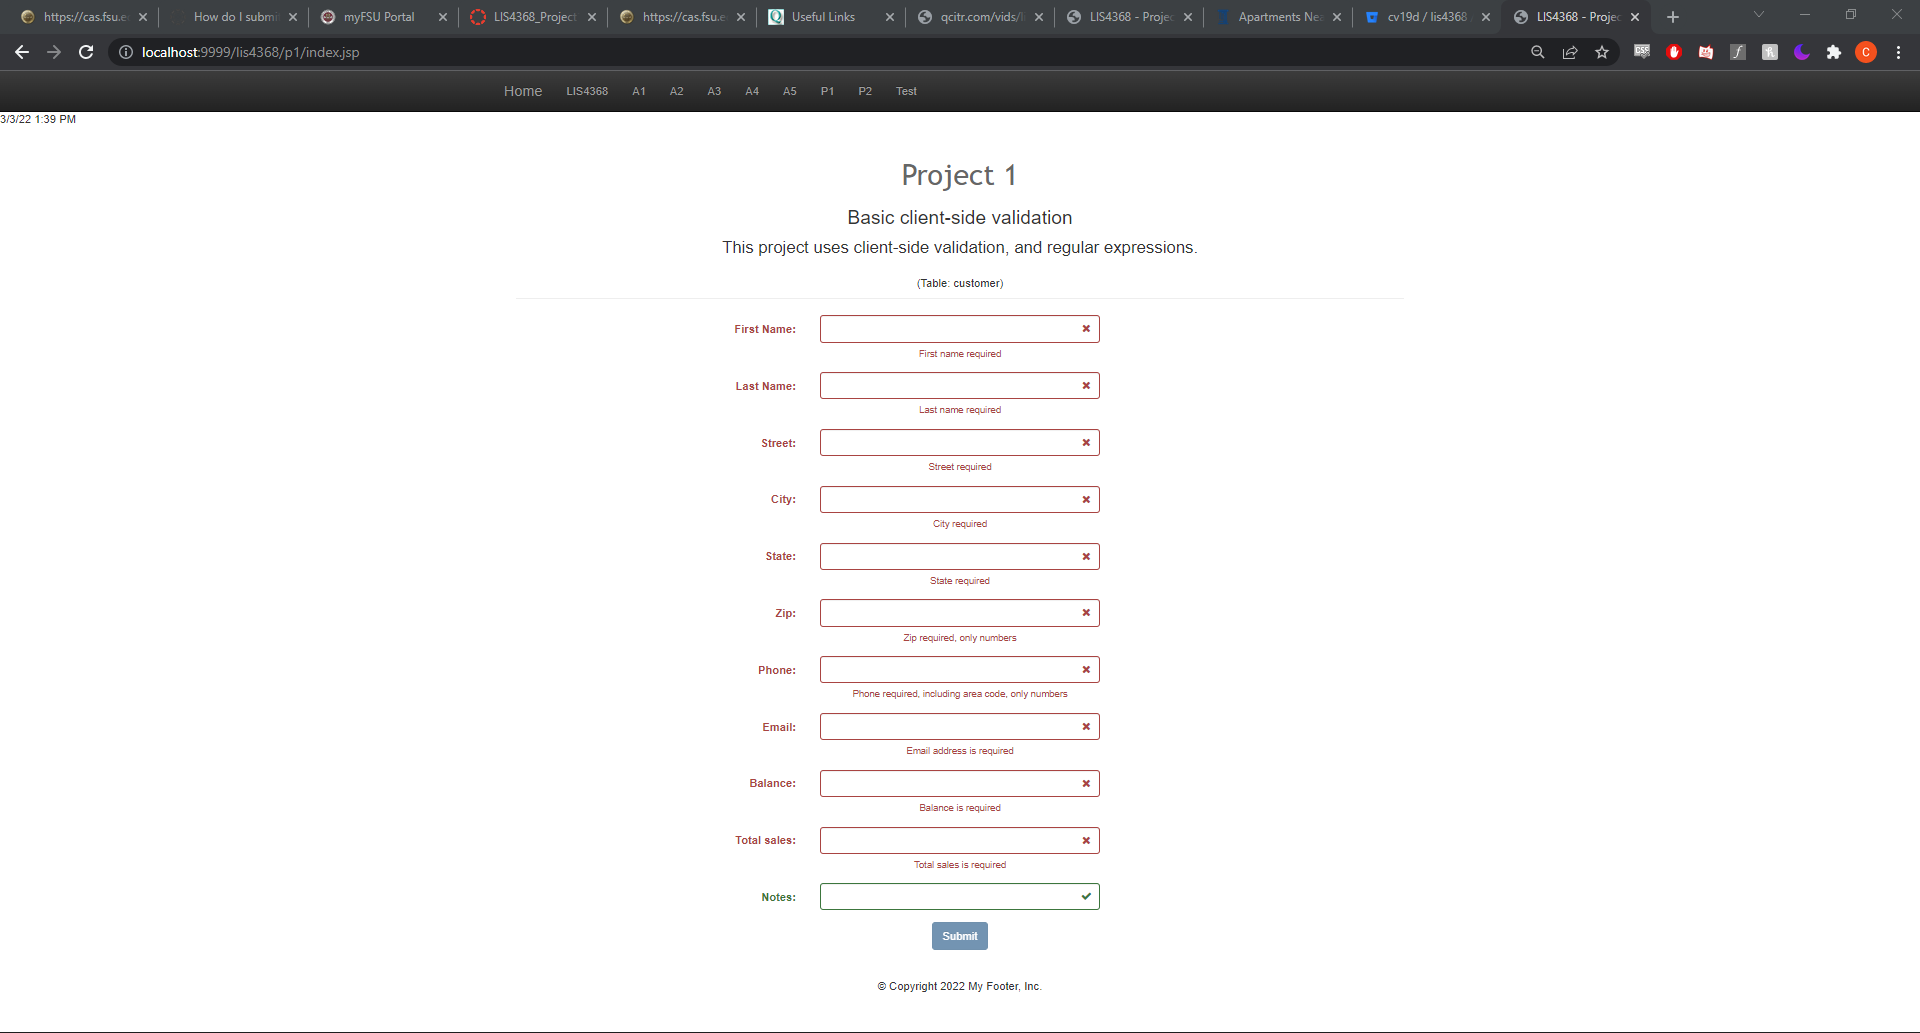 https://cas.fsu.e
How do I submi
myFSU Portal
LIS4368_Project
https://cas.fsu.e
Useful Links
qcitr.com/vids/l
LIS4368 - Projec
Apartments Nea
cv19d / lis4368
LIS4368 - Projec
localhost:9999/lis4368/p1/index.jsp
Home LIS4368 A1 A2 A3 A4 A5 P1 P2 Test
3/3/22 1:39 PM
Project 1
Basic client-side validation
This project uses client-side validation, and regular expressions.
(Table: customer)
First Name:
First name required
Last Name:
Last name required
Street:
Street required
City:
City required
State:
State required
Zip:
Zip required, only numbers
Phone:
Phone required, including area code, only numbers
Email:
Email address is required
Balance:
Balance is required
Total sales:
Total sales is required
Notes:
Submit
© Copyright 2022 My Footer, Inc.